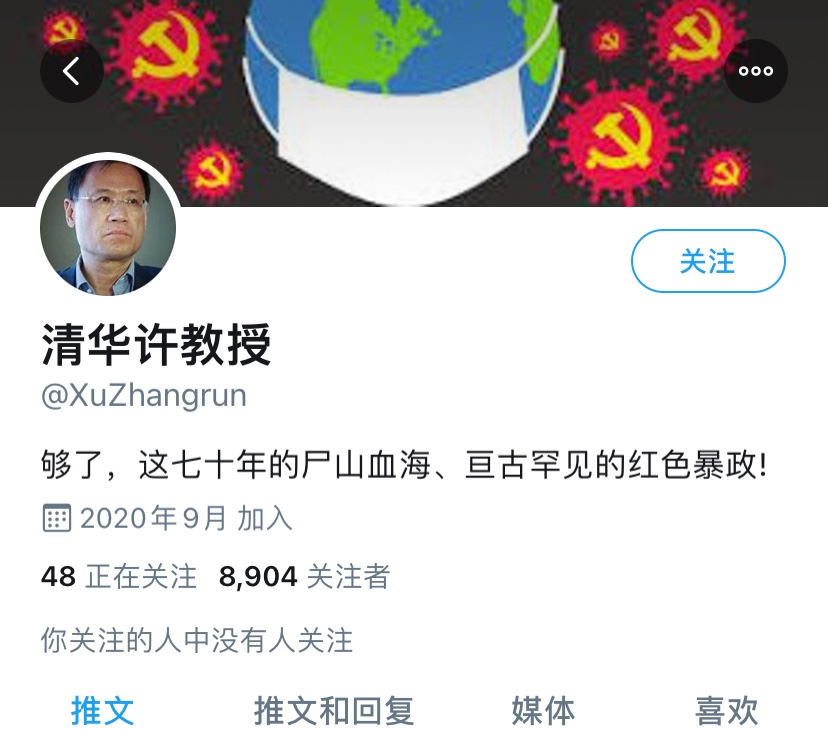 关注
清华许教授
@XuZhangrun
够了，这七十年的尸山血海、亘古罕见的红色暴政!
2020年9月 加入
48 正在关注 8,904 关注者
你关注的人中没有人关注
推文 推文和回复 媒体 喜欢